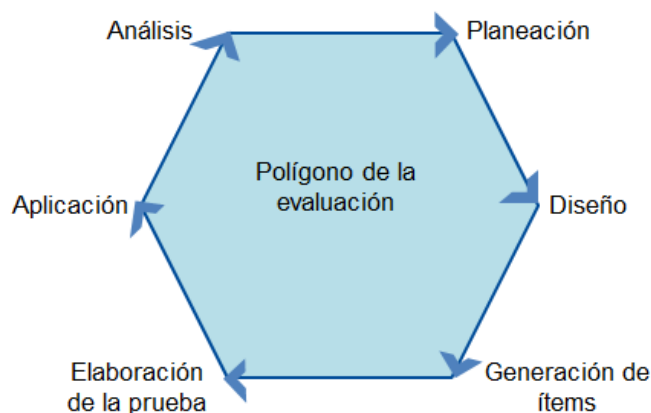 Análisis
Planeación
Polígono de la
evaluación
Aplicación
Diseño
Elaboración
de la prueba
Generación de
ítems